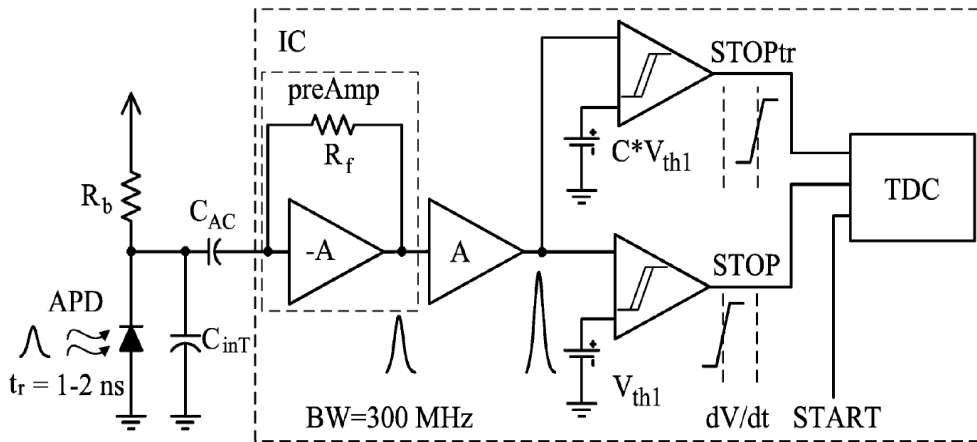 IC
preAmp
R_f
STOPtr
C*V_th1
TDC
R_b
C_AC
-A
A
STOP
APD
C_inT
t_r = 1-2 ns
V_th1
BW=300 MHz
dV/dt
START
+
-
+
-